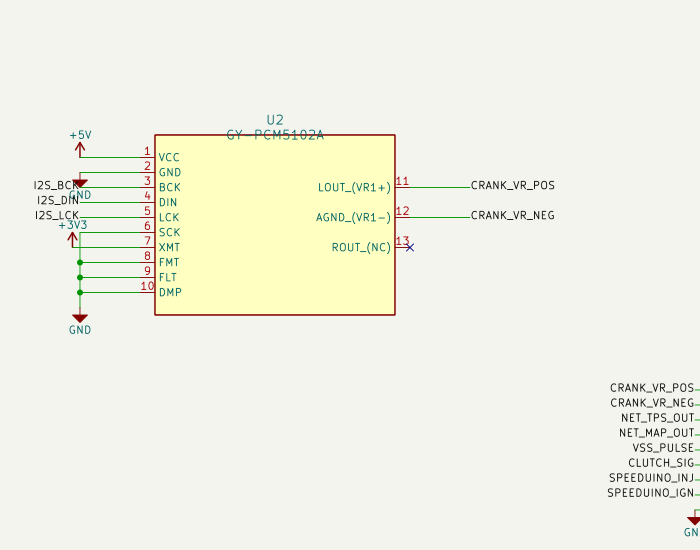 U2
GY-PCM5102A
+5V
1 VCC
2 GND
I2S_BCK 3 BCK LOUT_(VR1+) 11 CRANK_VR_POS
GND
I2S_DIN 4 DIN
I2S_LCK 5 LCK AGND_(VR1-) 12 CRANK_VR_NEG
+3V3
6 SCK
7 XMT ROUT_(NC) 13
8 FMT
9 FLT
10 DMP
GND
CRANK_VR_POS
CRANK_VR_NEG
NET_TPS_OUT
NET_MAP_OUT
VSS_PULSE
CLUTCH_SIG
SPEEDUINO_INJ
SPEEDUINO_IGN